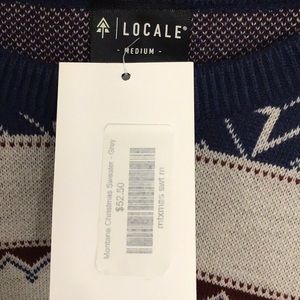 LOCALE®
- MEDIUM -
Montana Christmas Sweater - Grey
$52.50
mtxmas swt m